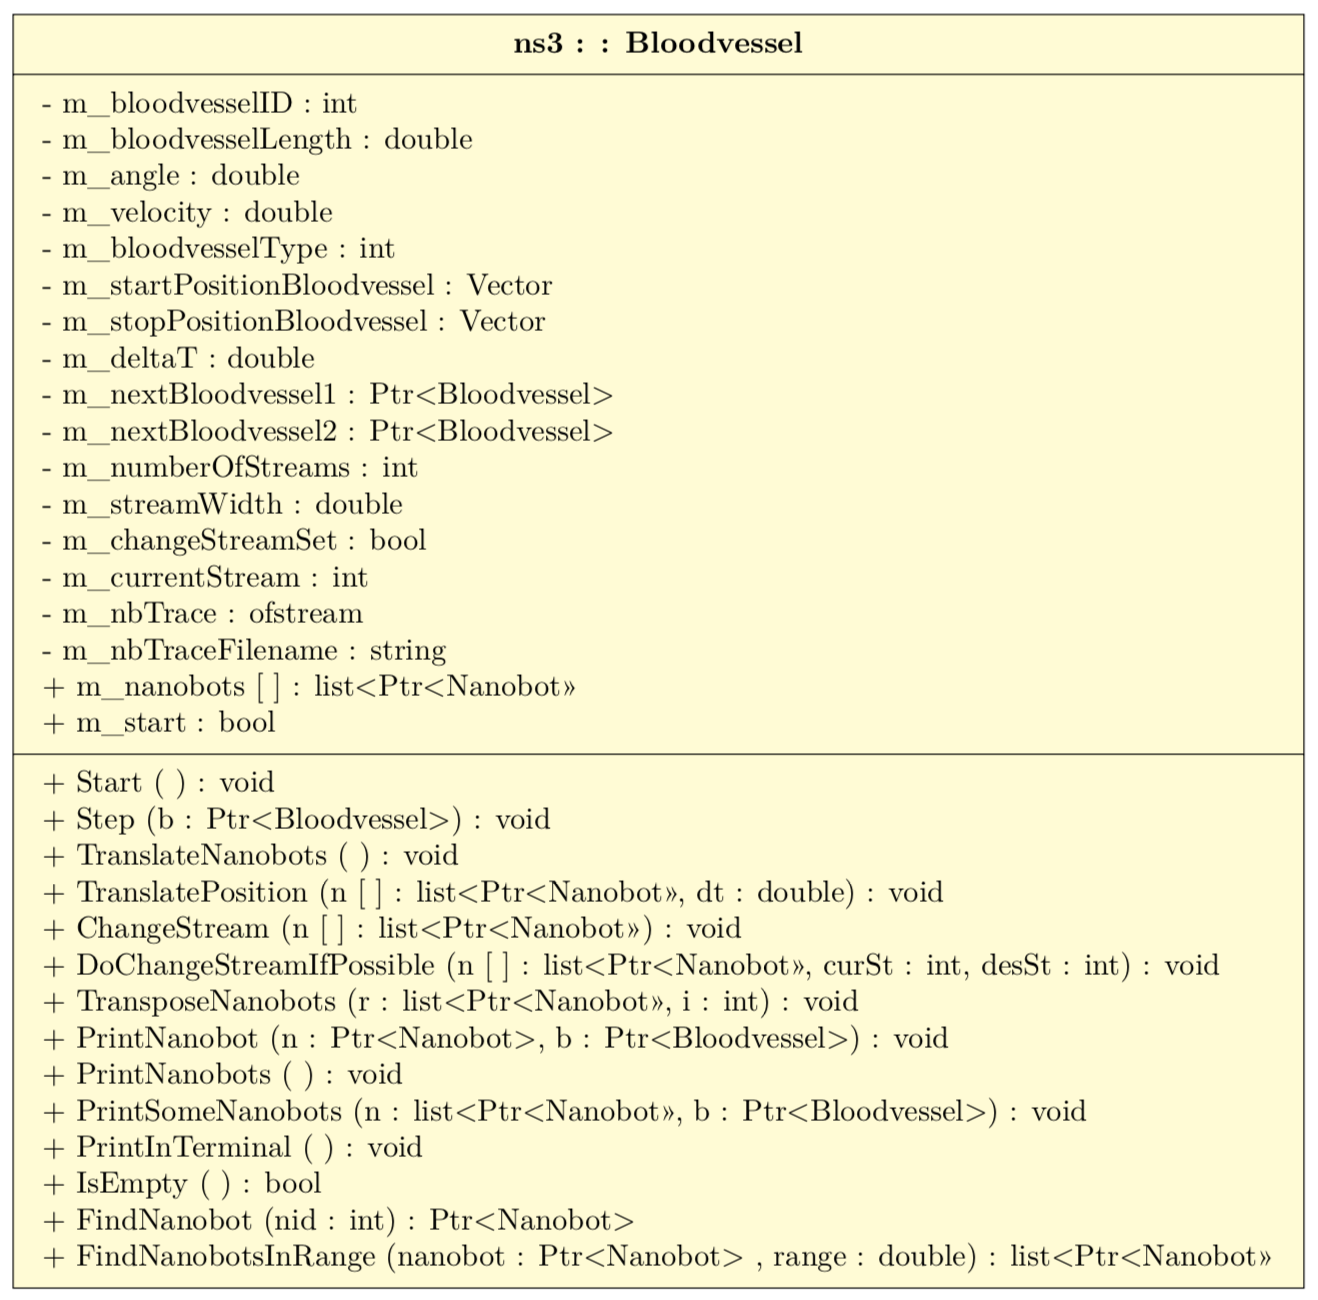 ns3 : : Bloodvessel
- m_bloodvesselID : int
- m_bloodvesselLength : double
- m_angle : double
- m_velocity : double
- m_bloodvesselType : int
- m_startPositionBloodvessel : Vector
- m_stopPositionBloodvessel : Vector
- m_deltaT : double
- m_nextBloodvessel1 : Ptr<Bloodvessel>
- m_nextBloodvessel2 : Ptr<Bloodvessel>
- m_numberOfStreams : int
- m_streamWidth : double
- m_changeStreamSet : bool
- m_currentStream : int
- m_nbTrace : ofstream
- m_nbTraceFilename : string
+ m_nanobots [ ] : list<Ptr<Nanobot»
+ m_start : bool
+ Start ( ) : void
+ Step (b : Ptr<Bloodvessel>) : void
+ TranslateNanobots ( ) : void
+ TranslatePosition (n [ ] : list<Ptr<Nanobot», dt : double) : void
+ ChangeStream (n [ ] : list<Ptr<Nanobot») : void
+ DoChangeStreamIfPossible (n [ ] : list<Ptr<Nanobot», curSt : int, desSt : int) : void
+ TransposeNanobots (r : list<Ptr<Nanobot», i : int) : void
+ PrintNanobot (n : Ptr<Nanobot>, b : Ptr<Bloodvessel>) : void
+ PrintNanobots ( ) : void
+ PrintSomeNanobots (n : list<Ptr<Nanobot», b : Ptr<Bloodvessel>) : void
+ PrintInTerminal ( ) : void
+ IsEmpty ( ) : bool
+ FindNanobot (nid : int) : Ptr<Nanobot>
+ FindNanobotsInRange (nanobot : Ptr<Nanobot> , range : double) : list<Ptr<Nanobot»